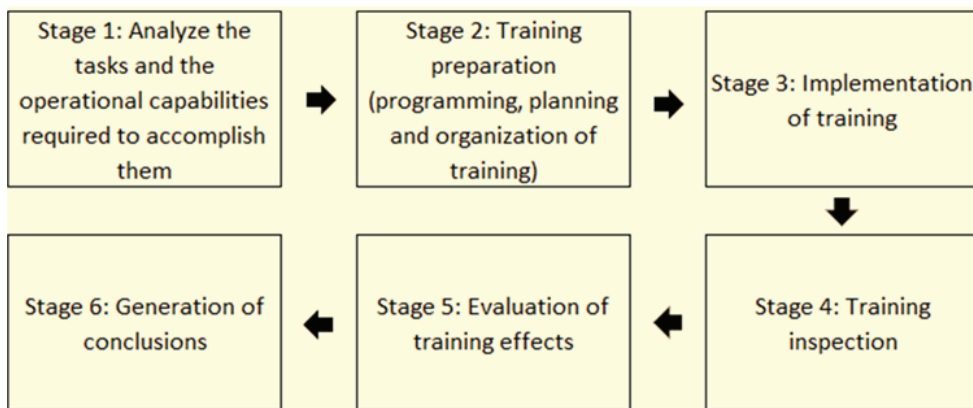 Stage 1: Analyze the
tasks and the
operational capabilities
required to accomplish
them
Stage 2: Training
preparation
(programming, planning
and organization of
training)
Stage 3: Implementation
of training
Stage 4: Training
inspection
Stage 5: Evaluation of
training effects
Stage 6: Generation of
conclusions